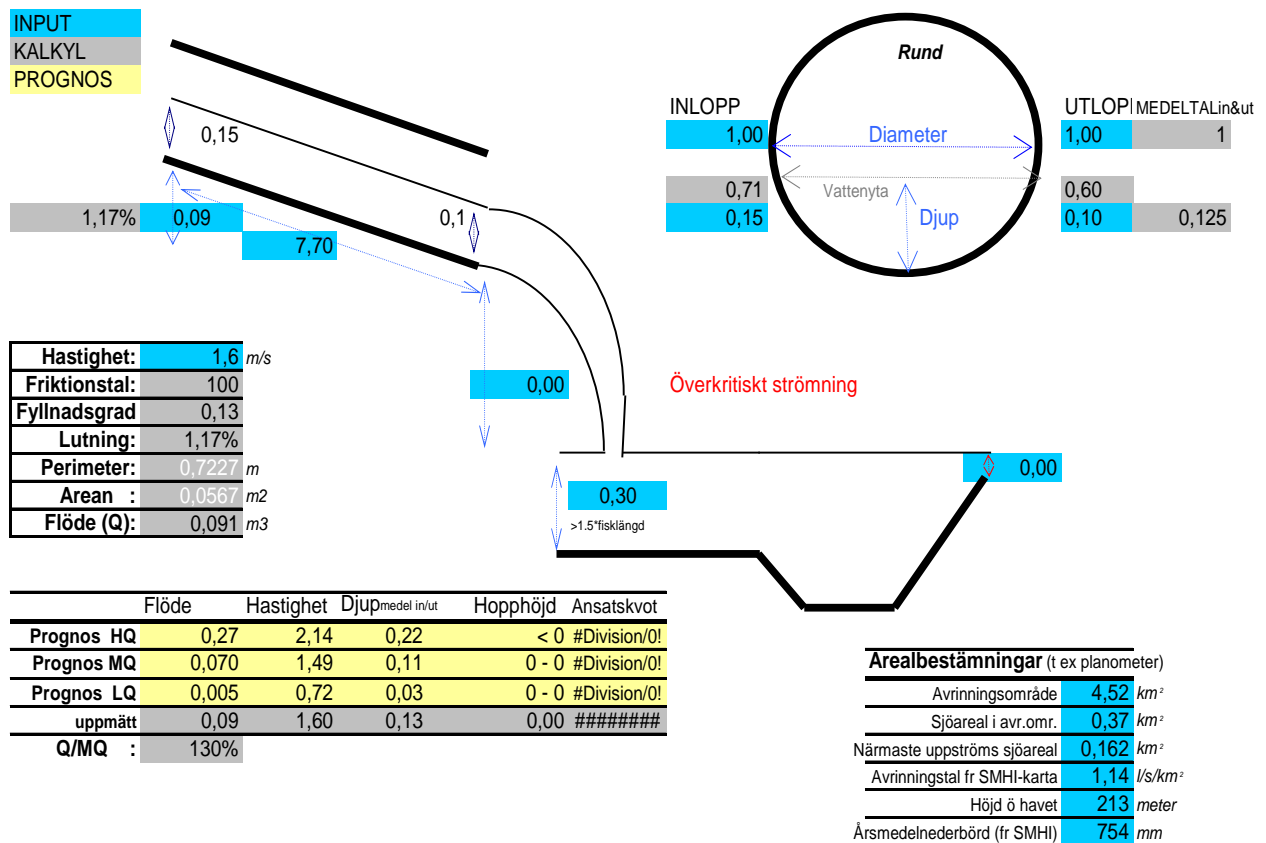 INPUT
KALKYL
PROGNOS
Rund
INLOPP
UTLOP
MEDELTALin&ut
1,00
Diameter
1,00
1
0,15
0,71
Vattenyta
0,60
0,15
Djup
0,10
0,125
1,17%
0,09
0,1
7,70
Hastighet: 1,6 m/s
Friktionstal: 100
Fyllnadsgrad 0,13
Lutning: 1,17%
Perimeter: 0,7227 m
Arean : 0,0567 m2
Flöde (Q): 0,091 m3
0,00
Överkritiskt strömning
0,00
0,30
>1.5*fisklängd
Flöde Hastighet Djup medel in/ut Hopphöjd Ansatskvot
Prognos HQ 0,27 2,14 0,22 < 0 #Division/0!
Prognos MQ 0,070 1,49 0,11 0 - 0 #Division/0!
Prognos LQ 0,005 0,72 0,03 0 - 0 #Division/0!
uppmätt 0,09 1,60 0,13 0,00 ########
Q/MQ : 130%
Arealbestämningar (t ex planometer)
Avrinningsområde 4,52 km²
Sjöareal i avr.omr. 0,37 km²
Närmaste uppströms sjöareal 0,162 km²
Avrinningstal fr SMHI-karta 1,14 l/s/km²
Höjd ö havet 213 meter
Årsmedelnederbörd (fr SMHI) 754 mm